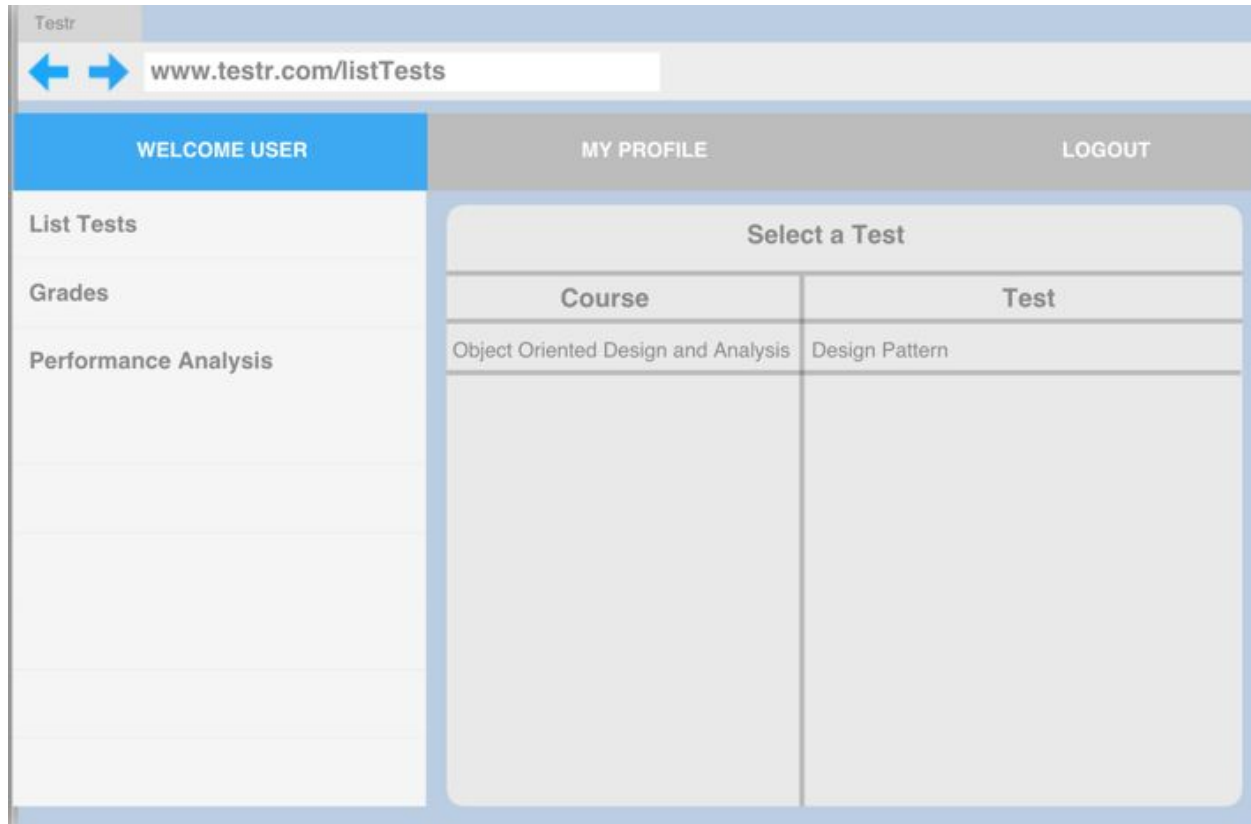 Testr
www.testr.com/listTests
WELCOME USER
MY PROFILE
LOGOUT
List Tests
Grades
Performance Analysis
Select a Test
Course
Test
Object Oriented Design and Analysis
Design Pattern